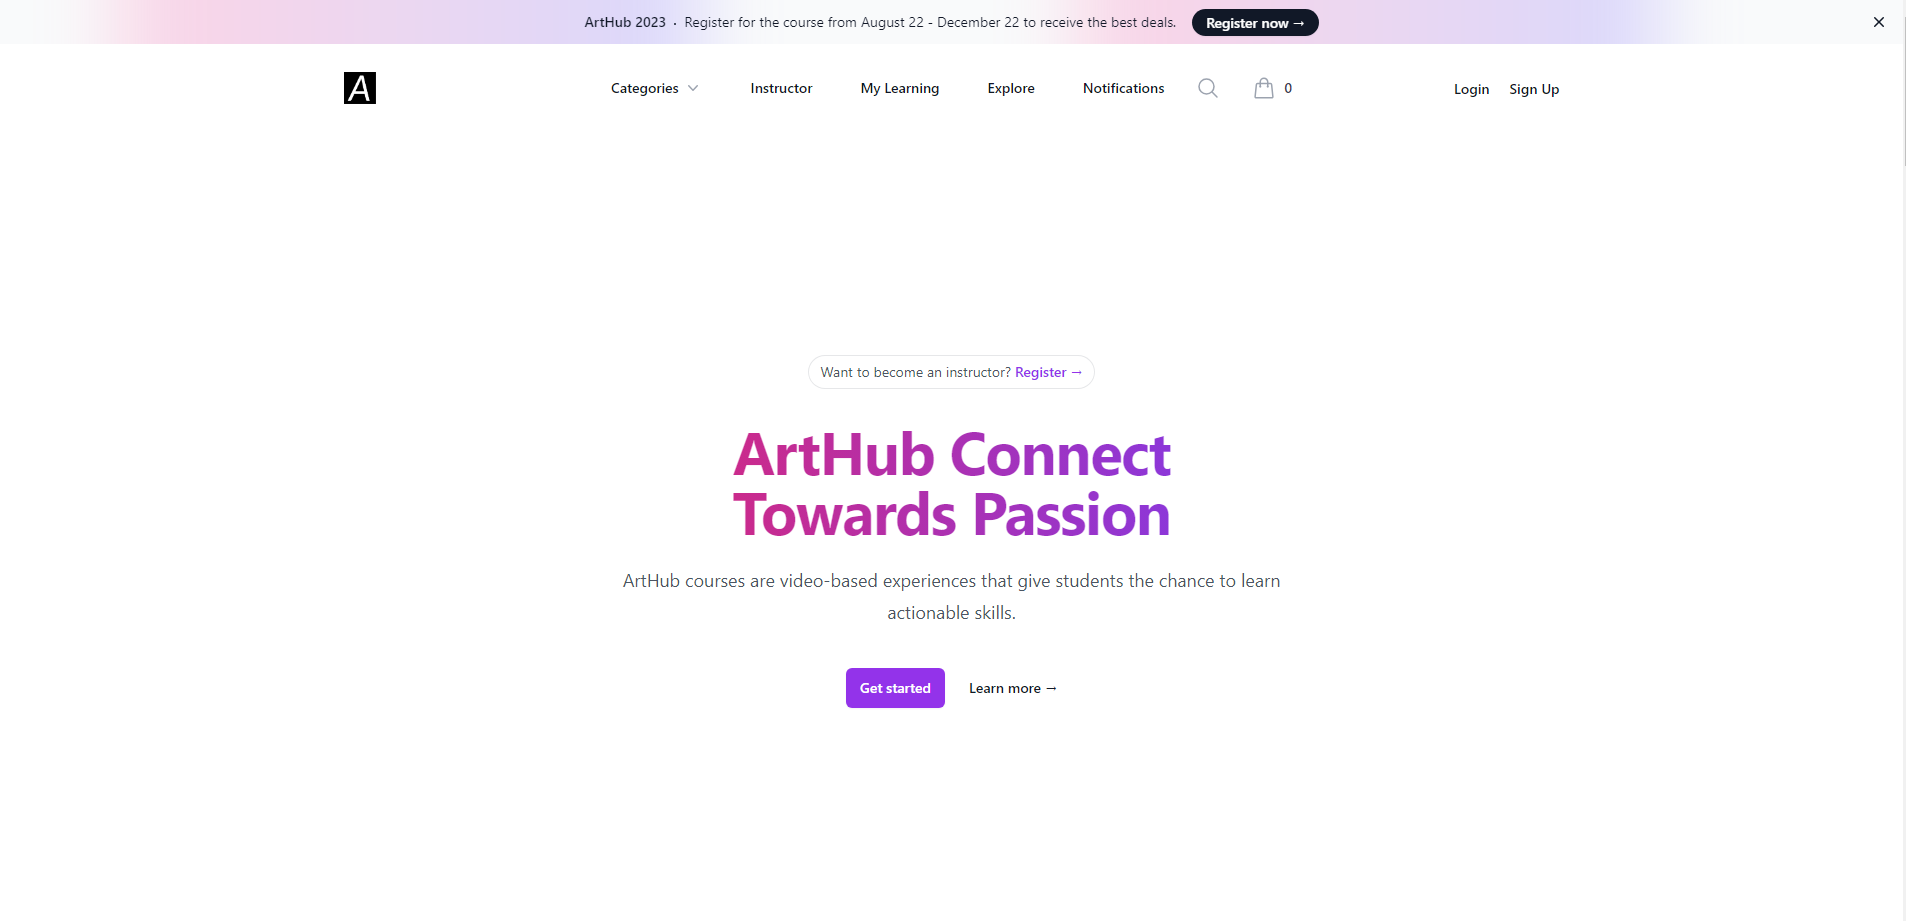 ArtHub 2023 · Register for the course from August 22 - December 22 to receive the best deals. Register now →
A Categories Instructor My Learning Explore Notifications 0 Login Sign Up
Want to become an instructor? Register →
ArtHub Connect
Towards Passion
ArtHub courses are video-based experiences that give students the chance to learn
actionable skills.
Get started Learn more →